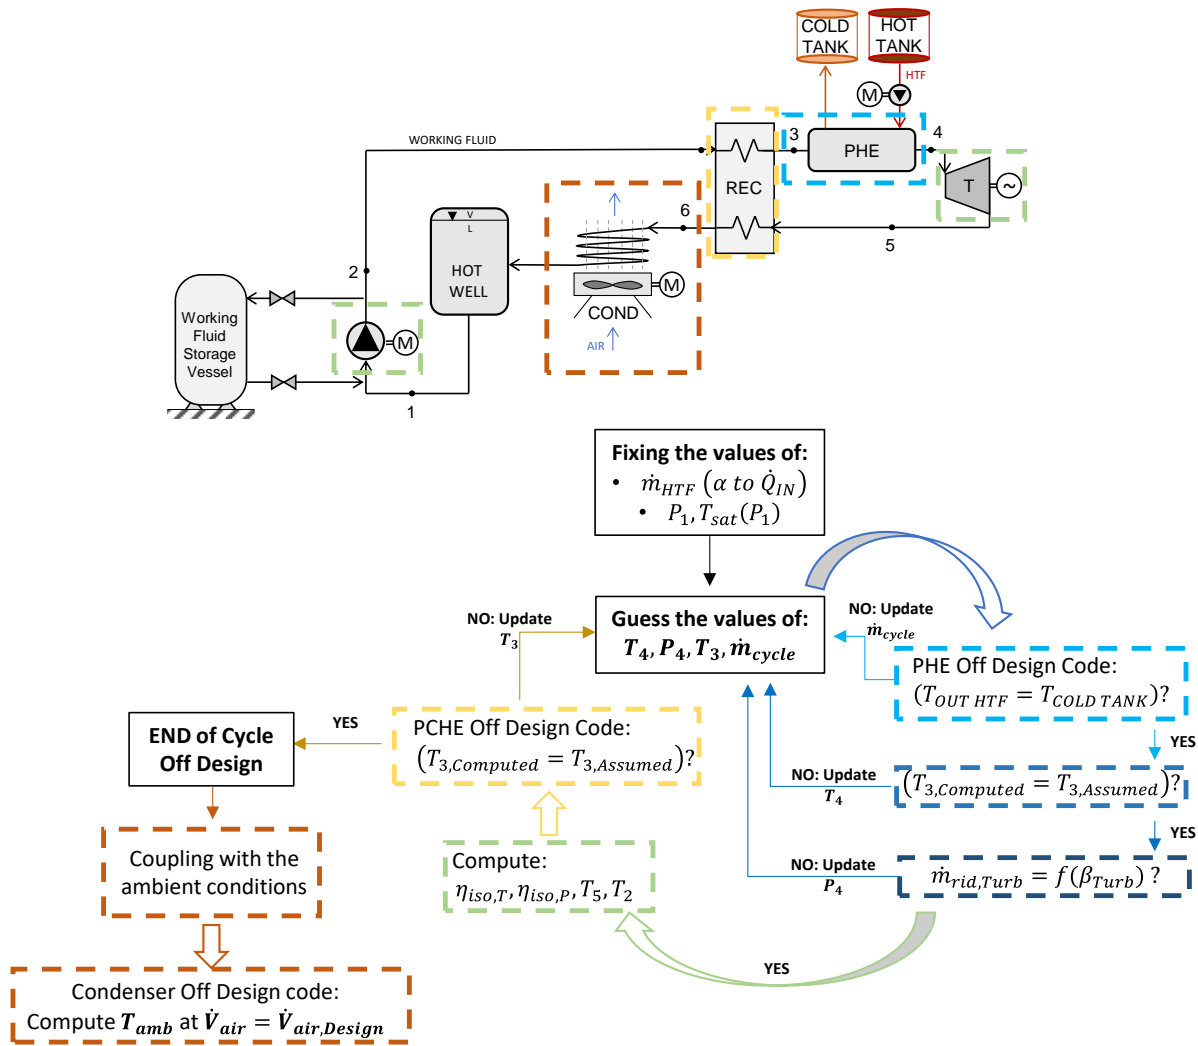 COLD
TANK
HOT
TANK
HTF
M
WORKING FLUID
3
PHE
4
REC
T
~
6
5
V
L
HOT
WELL
2
M
COND
AIR
M
Working
Fluid
Storage
Vessel
1
Fixing the values of:
• ṁ_HTF (α to Q̇_IN)
• P_1, T_sat(P_1)
Guess the values of:
T_4, P_4, T_3, ṁ_cycle
NO: Update
T_3
NO: Update
ṁ_cycle
PHE Off Design Code:
(T_OUT HTF = T_COLD TANK)?
YES
(T_3,Computed = T_3,Assumed)?
NO: Update
T_4
YES
ṁ_rid,Turb = f(β_Turb) ?
NO: Update
P_4
YES
Compute:
η_iso,T, η_iso,P, T_5, T_2
PCHE Off Design Code:
(T_3,Computed = T_3,Assumed)?
YES
END of Cycle
Off Design
Coupling with the
ambient conditions
Condenser Off Design code:
Compute T_amb at V̇_air = V̇_air,Design